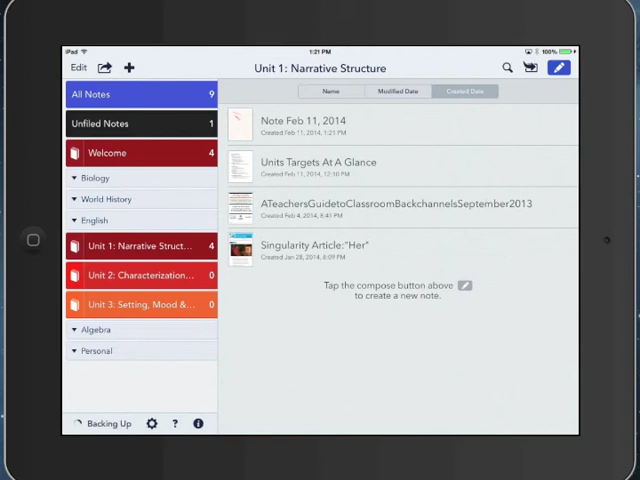 iPad
1:21 PM
100%
Edit
Unit 1: Narrative Structure
All Notes 9
Unfiled Notes 1
Welcome 4
Biology
World History
English
Unit 1: Narrative Struct... 4
Unit 2: Characterization... 0
Unit 3: Setting, Mood &... 0
Algebra
Personal
Backing Up
?
Name
Modified Date
Created Date
Note Feb 11, 2014
Created Feb 11, 2014, 1:21 PM
Units Targets At A Glance
Created Feb 11, 2014, 12:10 PM
ATeachersGuidetoClassroomBackchannelsSeptember2013
Created Feb 4, 2014, 8:41 PM
Singularity Article:"Her"
Created Jan 28, 2014, 6:09 PM
Tap the compose button above
to create a new note.